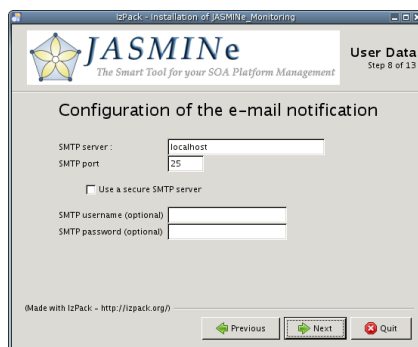 IzPack - Installation of JASMINe_Monitoring
JASMINe
The Smart Tool for your SOA Platform Management
User Data
Step 8 of 13
Configuration of the e-mail notification
SMTP server :
localhost
SMTP port
25
Use a secure SMTP server
SMTP username (optional)
SMTP password (optional)
(Made with IzPack - http://izpack.org/)
Previous
Next
Quit